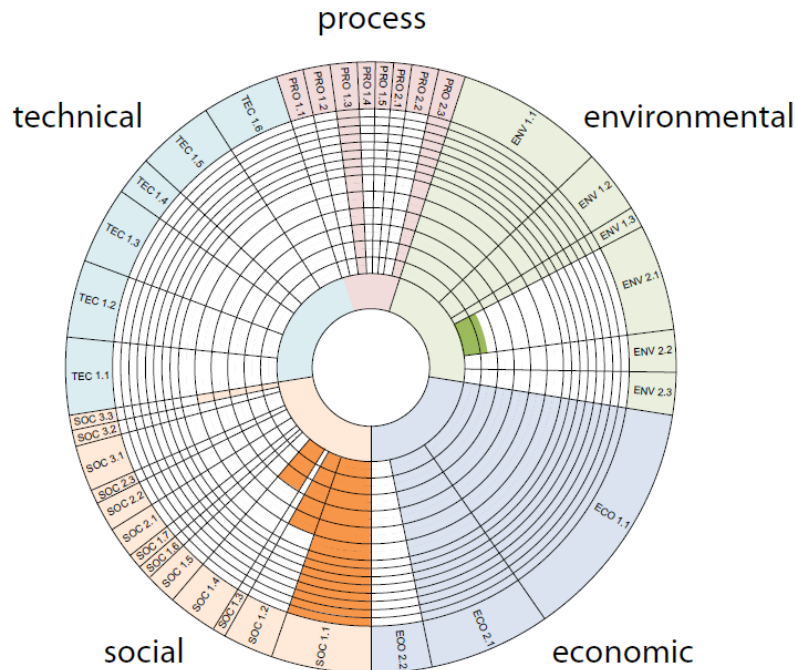 process
technical
environmental
PRO 1.1
PRO 1.2
PRO 1.3
PRO 1.4
PRO 1.5
PRO 2.1
PRO 2.2
PRO 2.3
ENV 1.1
ENV 1.2
ENV 1.3
ENV 2.1
ENV 2.2
ENV 2.3
ECO 1.1
ECO 2.1
ECO 2.2
SOC 1.1
SOC 1.2
SOC 1.3
SOC 1.4
SOC 1.5
SOC 1.6
SOC 1.7
SOC 2.1
SOC 2.2
SOC 2.3
SOC 3.1
SOC 3.2
SOC 3.3
TEC 1.1
TEC 1.2
TEC 1.3
TEC 1.4
TEC 1.5
TEC 1.6
social
economic